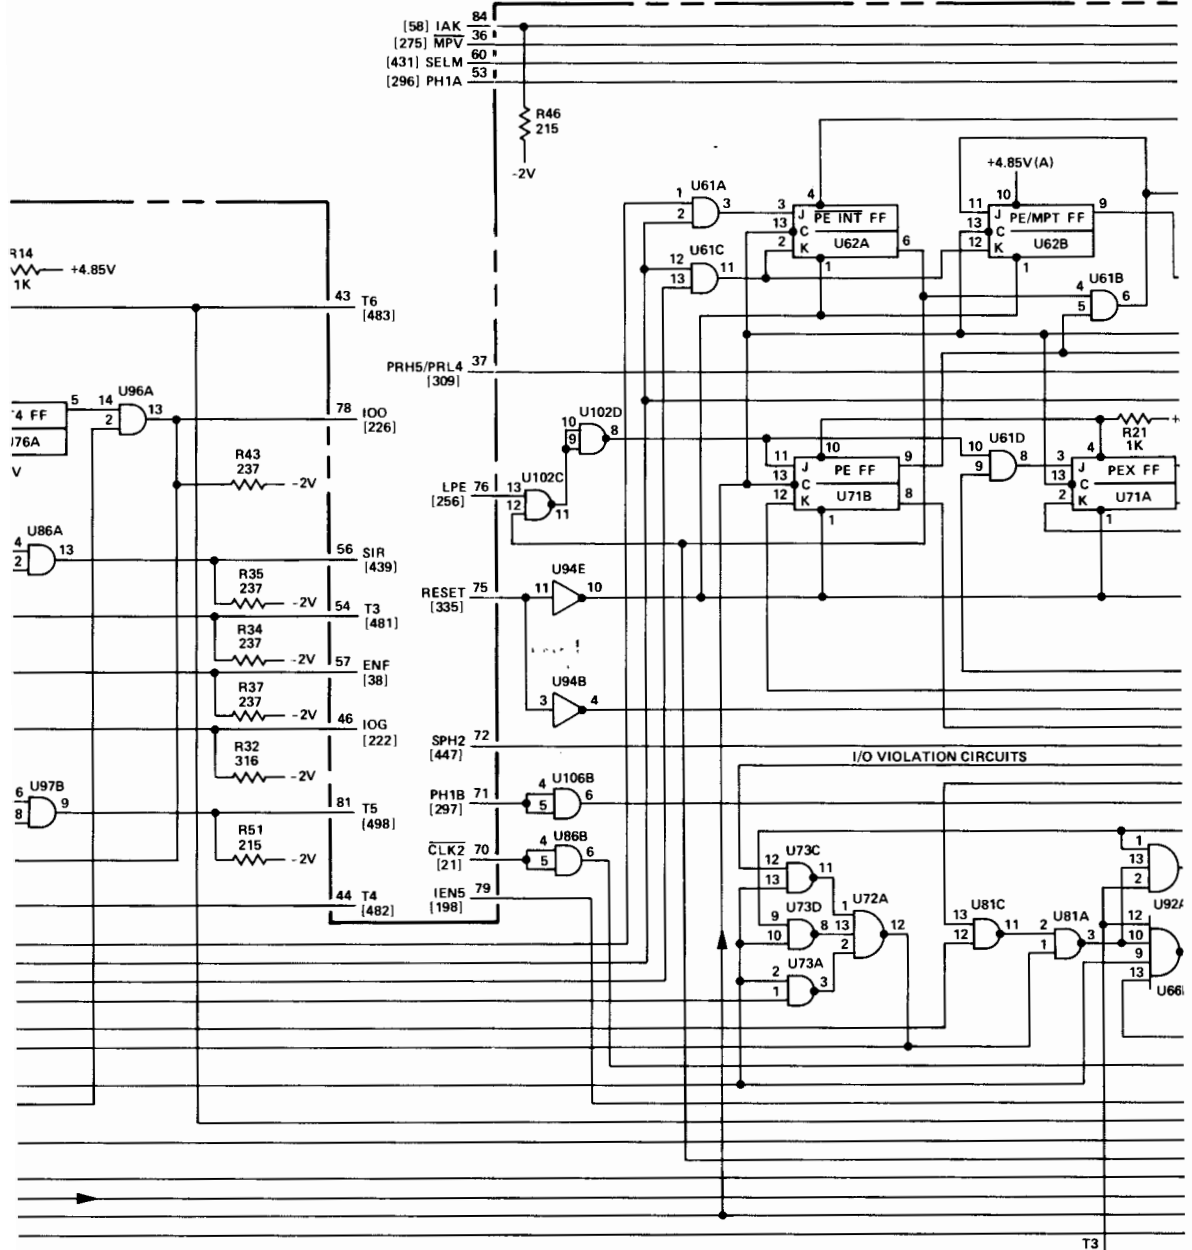 84
[58] IAK
36
[275] MPV
60
[431] SELM
53
[296] PH1A
R46
215
-2V
+4.85V(A)
1
U61A
3
2
4
3
J
PE INT FF
13
C
2
K
U62A
6
1
10
11
J
PE/MPT FF
9
13
C
12
K
U62B
1
12
U61C
11
13
U61B
4
6
5
R14
1K
+4.85V
43
T6
[483]
PRH5/PRL4
37
[309]
5
14
U96A
13
2
T4 FF
U76A
V
78
IOO
[226]
R43
237
-2V
10
U102D
8
9
LPE
76
[256]
13
U102C
12
11
10
11
J
PE FF
9
13
C
12
K
U71B
8
1
10
U61D
8
9
R21
1K
+
4
3
J
PEX FF
13
C
2
K
U71A
1
U86A
4
13
2
56
SIR
[439]
R35
237
-2V
54
T3
[481]
R34
237
-2V
57
ENF
[38]
R37
237
-2V
46
IOG
[222]
R32
316
-2V
RESET
75
[335]
U94E
11
10
U94B
3
4
SPH2
72
[447]
I/O VIOLATION CIRCUITS
U97B
6
9
8
81
T5
[498]
R51
215
-2V
PH1B
71
[297]
U106B
4
6
5
CLK2
70
[21]
U86B
4
6
5
IEN5
79
[198]
44
T4
[482]
U73C
12
11
13
U73D
9
8
10
U73A
2
3
1
U72A
1
13
12
2
U81C
13
11
12
U81A
2
3
1
1
13
2
U92A
12
10
9
13
U66
T3